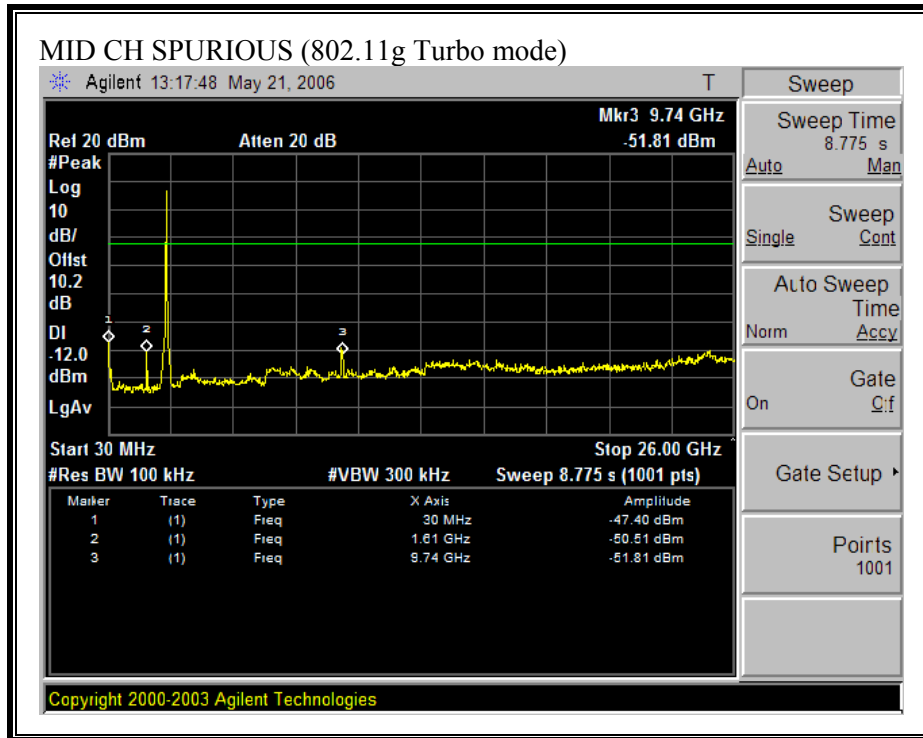 MID CH SPURIOUS (802.11g Turbo mode)
Agilent 13:17:48 May 21, 2006 T
Mkr3 9.74 GHz
Ref 20 dBm Atten 20 dB -51.81 dBm
#Peak
Log
10
dB/
Offst
10.2
dB
DI
-12.0
dBm
LgAv
1
2
3
Start 30 MHz Stop 26.00 GHz
#Res BW 100 kHz #VBW 300 kHz Sweep 8.775 s (1001 pts)
Marker Trace Type X Axis Amplitude
1 (1) Freq 30 MHz -47.40 dBm
2 (1) Freq 1.61 GHz -50.51 dBm
3 (1) Freq 9.74 GHz -51.81 dBm
Copyright 2000-2003 Agilent Technologies
Sweep
Sweep Time
8.775 s
Auto Man
Sweep
Single Cont
Auto Sweep
Time
Norm Accy
Gate
On Off
Gate Setup
Points
1001